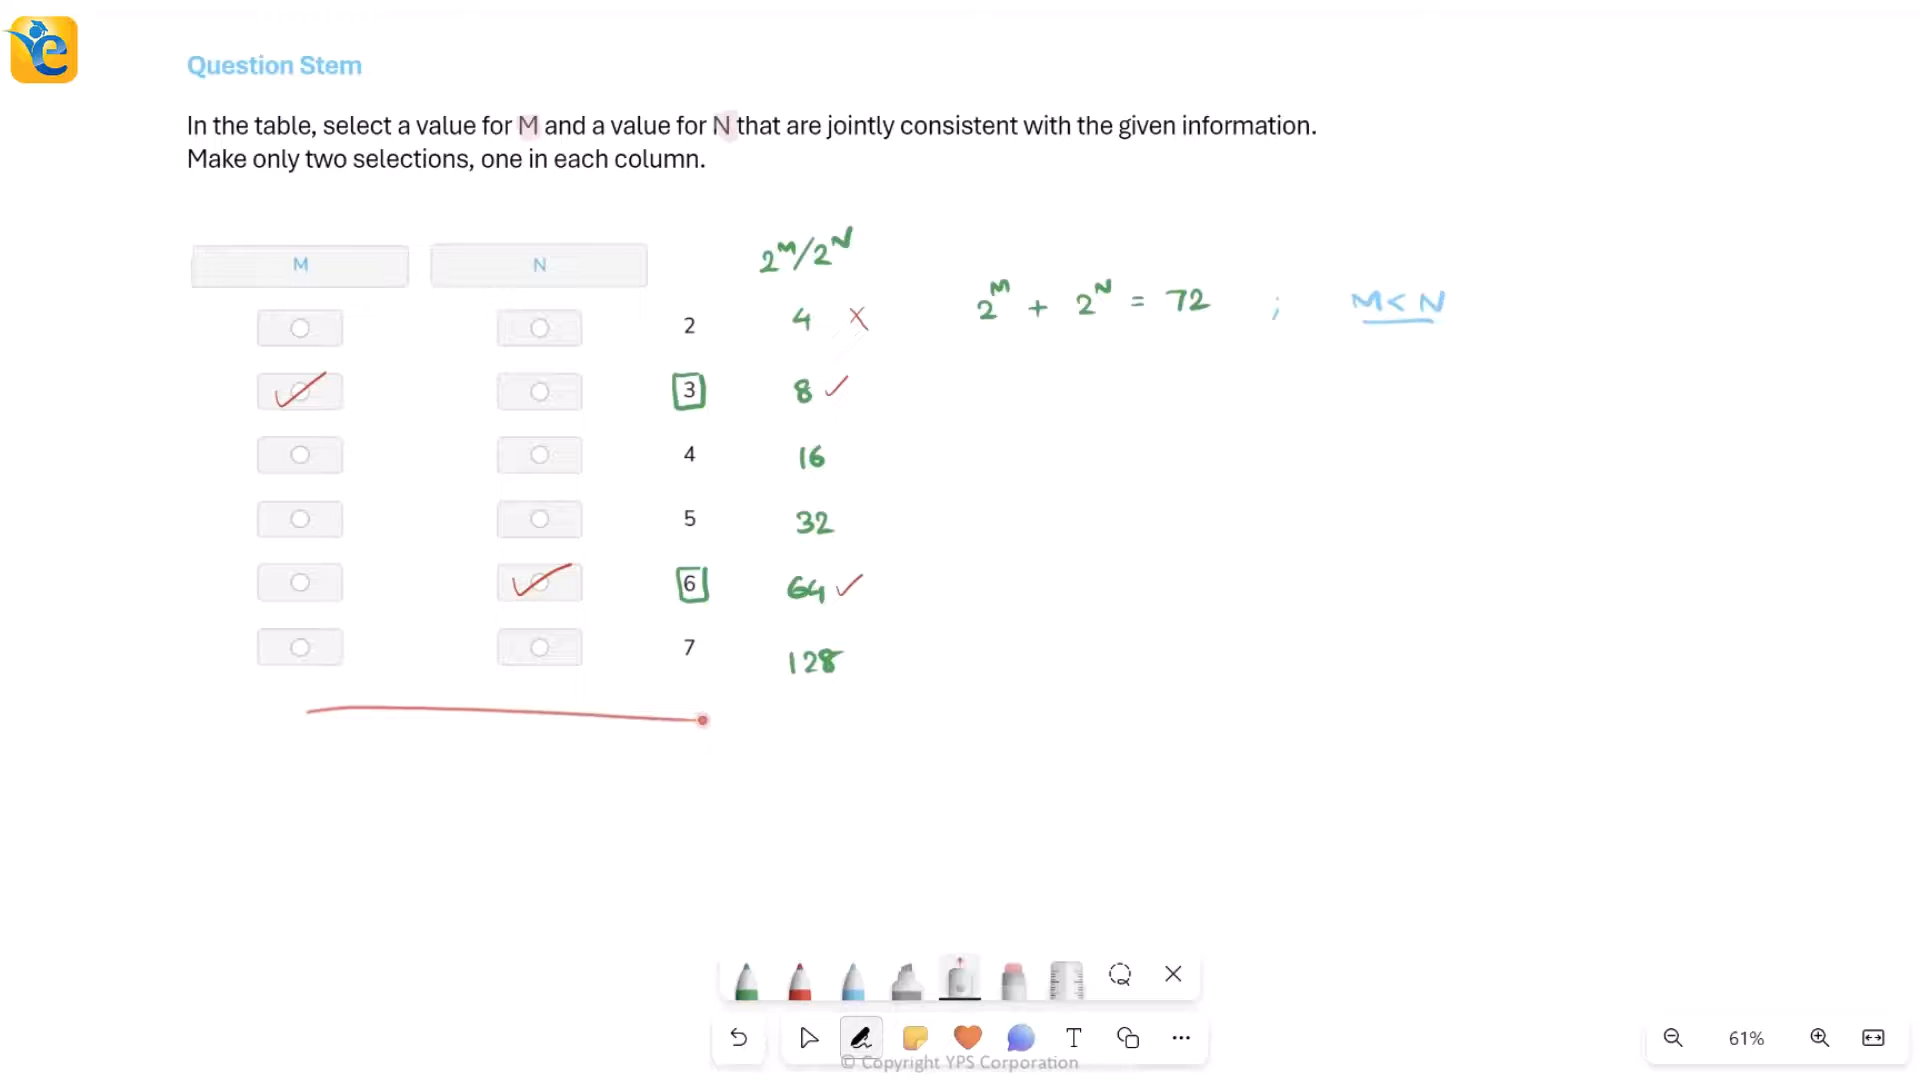 Question Stem
In the table, select a value for M and a value for N that are jointly consistent with the given information.
Make only two selections, one in each column.
2^M/2^N
M N
2^M + 2^N = 72 ; M < N
2 4 X
3 8 ✓
4 16
5 32
6 64 ✓
7 128
61%
© Copyright YPS Corporation